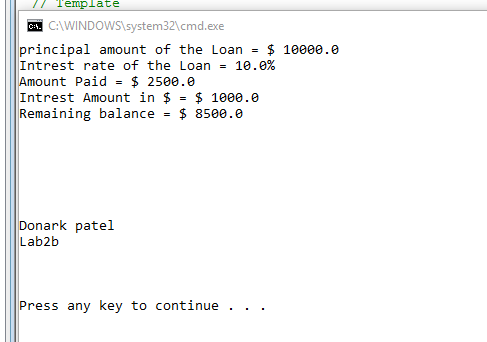 // Template
C:\WINDOWS\system32\cmd.exe
principal amount of the Loan = $ 10000.0
Intrest rate of the Loan = 10.0%
Amount Paid = $ 2500.0
Intrest Amount in $ = $ 1000.0
Remaining balance = $ 8500.0
Donark patel
Lab2b
Press any key to continue . . .